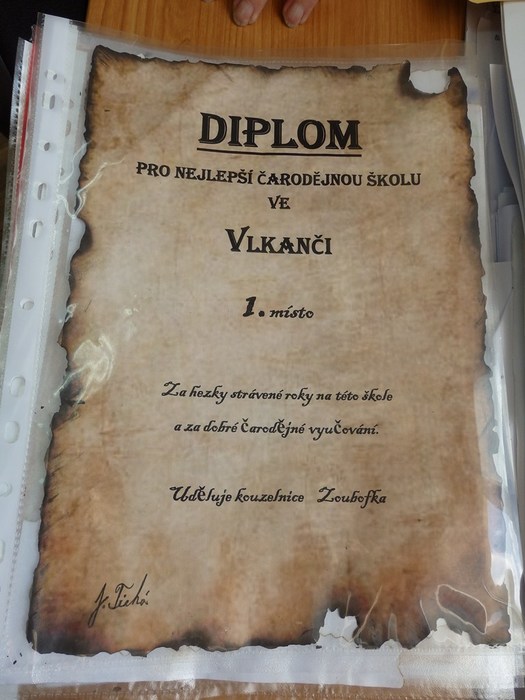 DIPLOM
PRO NEJLEPŠÍ ČARODĚJNOU ŠKOLU
VE
VLKANČI
1. místo
Za hezky strávené roky na této škole
a za dobré čarodějné vyučování.
Uděluje kouzelnice Zoubofka
J. Tichá